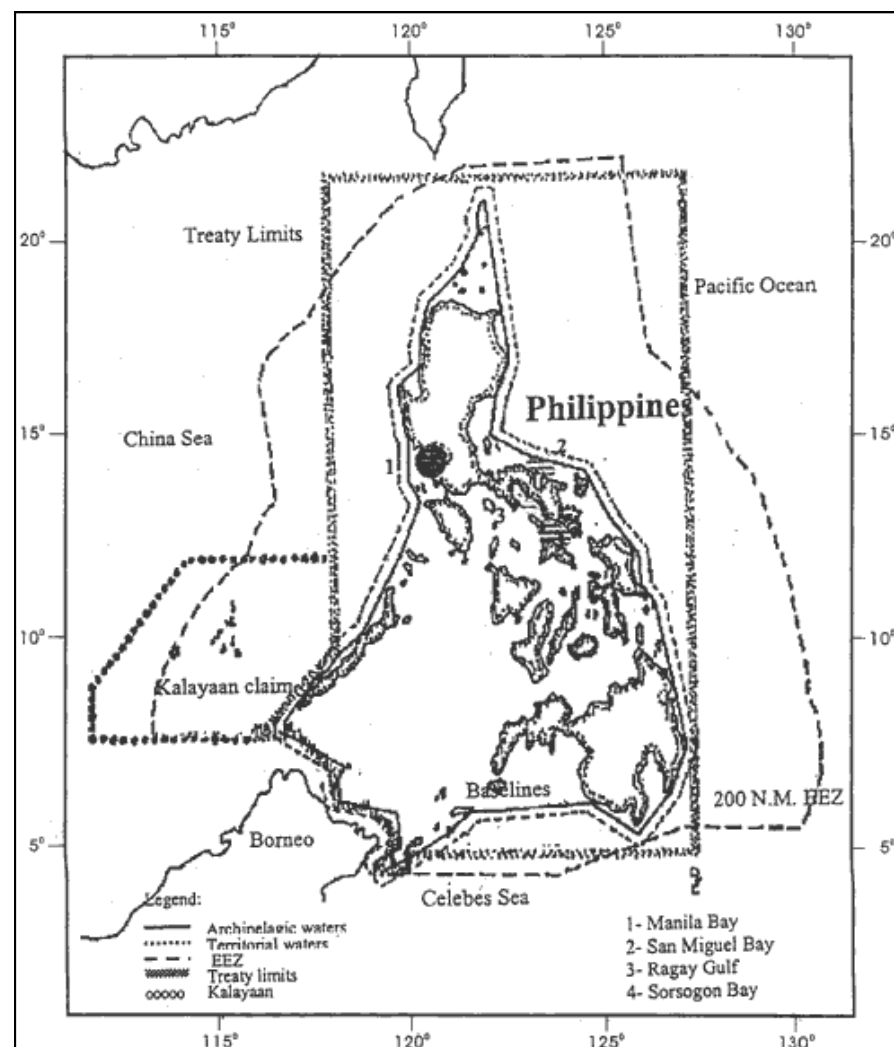 115° 120° 125° 130°
20° 20°
Treaty Limits
Pacific Ocean
Philippine
15° 15°
China Sea
1
2
3
10° 10°
Kalayaan claim
Baselines
200 N.M. EEZ
5° 5°
Borneo
Celebes Sea
Legend:
Archipelagic waters
Territorial waters
EEZ
Treaty limits
Kalayaan
1- Manila Bay
2- San Miguel Bay
3- Ragay Gulf
4- Sorsogon Bay
115° 120° 125° 130°